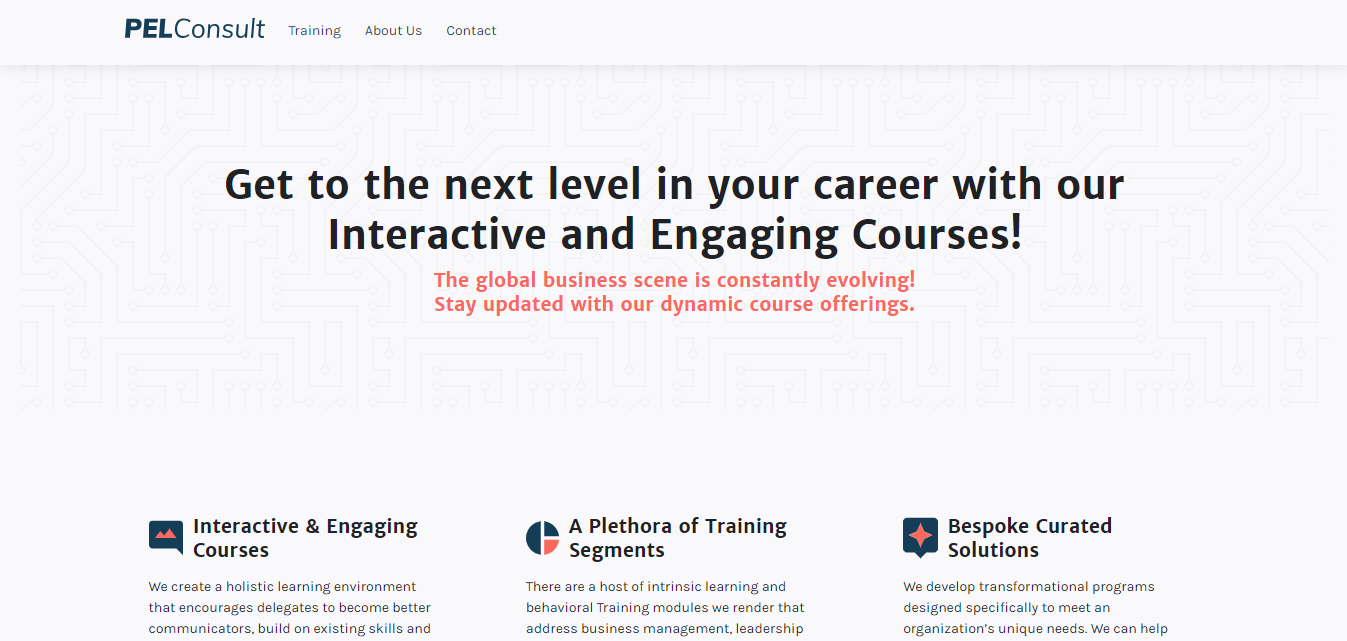 PELConsult Training About Us Contact
Get to the next level in your career with our
Interactive and Engaging Courses!
The global business scene is constantly evolving!
Stay updated with our dynamic course offerings.
Interactive & Engaging
Courses
We create a holistic learning environment
that encourages delegates to become better
communicators, build on existing skills and
A Plethora of Training
Segments
There are a host of intrinsic learning and
behavioral Training modules we render that
address business management, leadership
Bespoke Curated
Solutions
We develop transformational programs
designed specifically to meet an
organization’s unique needs. We can help